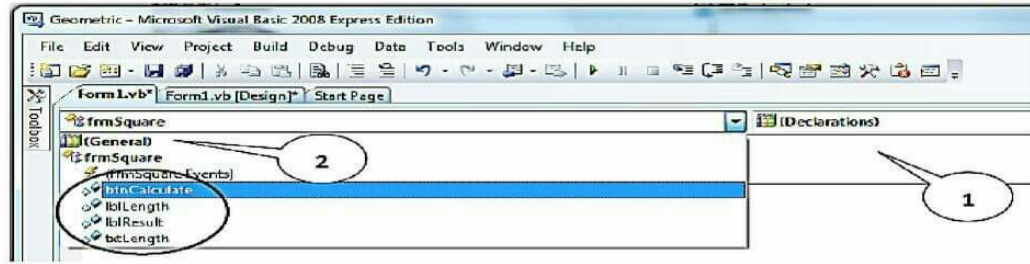 Geometric - Microsoft Visual Basic 2008 Express Edition
File Edit View Project Build Debug Data Tools Window Help
Form1.vb* Form1.vb [Design]* Start Page
Toolbox
frmSquare (Declarations)
(General)
frmSquare
(frmSquare Events)
btnCalculate
lblLength
lblResult
txtLength
2
1